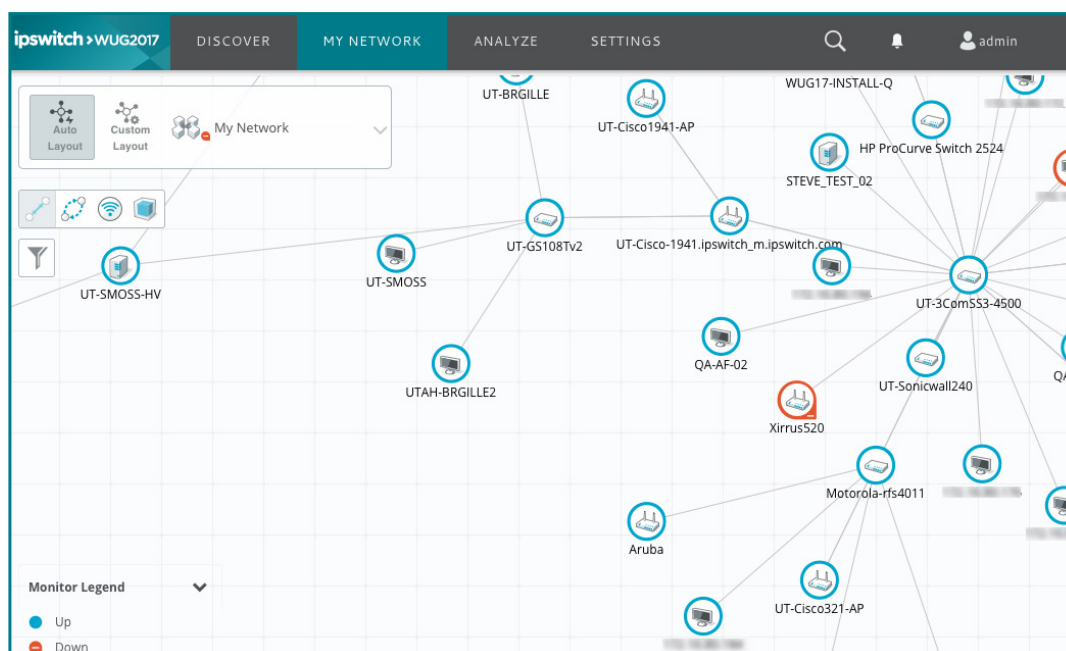 ipswitch > WUG2017
DISCOVER
MY NETWORK
ANALYZE
SETTINGS
admin
Auto
Layout
Custom
Layout
My Network
UT-BRGILLE
UT-Cisco1941-AP
WUG17-INSTALL-Q
HP ProCurve Switch 2524
STEVE_TEST_02
UT-GS108Tv2
UT-Cisco-1941.ipswitch_m.ipswitch.com
UT-SMOSS
UT-SMOSS-HV
UT-3ComSS3-4500
QA-AF-02
UTAH-BRGILLE2
UT-Sonicwall240
Xirrus520
Motorola-rfs4011
Aruba
UT-Cisco321-AP
Monitor Legend
Up
Down